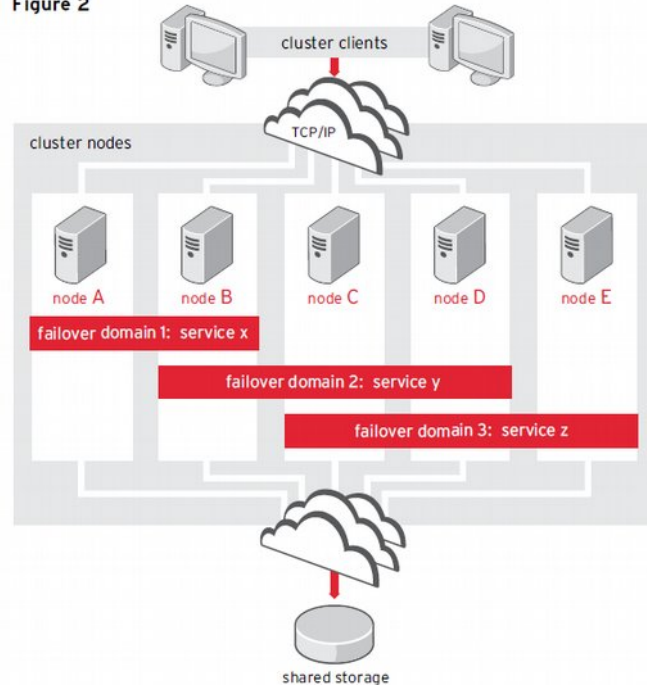 Figure 2
cluster clients
TCP/IP
cluster nodes
node A
node B
node C
node D
node E
failover domain 1: service x
failover domain 2: service y
failover domain 3: service z
shared storage